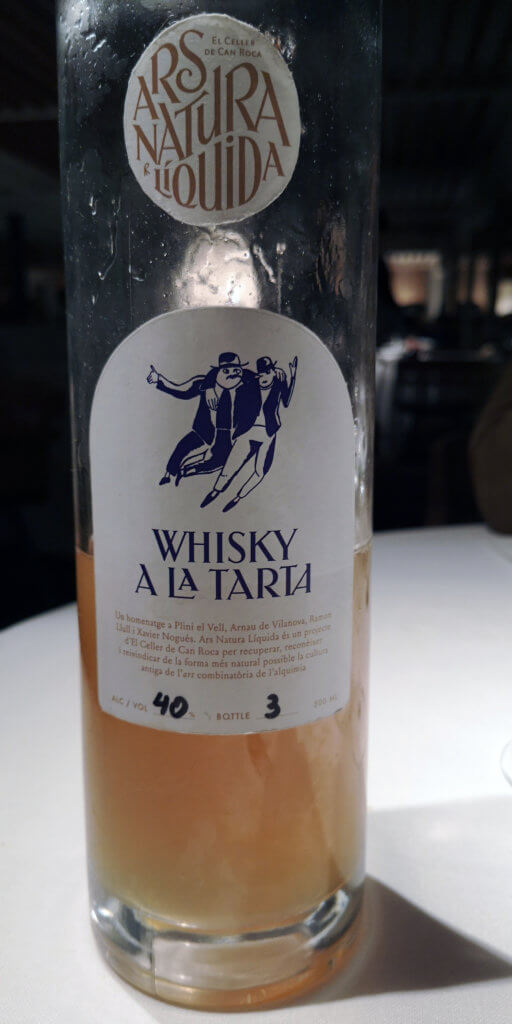 El Celler
de Can Roca
ARS
NATURA
R LÍQUIDA
WHISKY
A LA TARTA
Un homenatge a Plini el Vell, Arnau de Vilanova, Ramon
Llull i Xavier Nogués. Ars Natura Líquida és un projecte
d'El Celler de Can Roca per recuperar, reconèixer
i reivindicar de la forma més natural possible la cultura
antiga de l'ars combinatòria de l'alquímia
ALC / VOL 40 % BOTTLE 3 500 ML